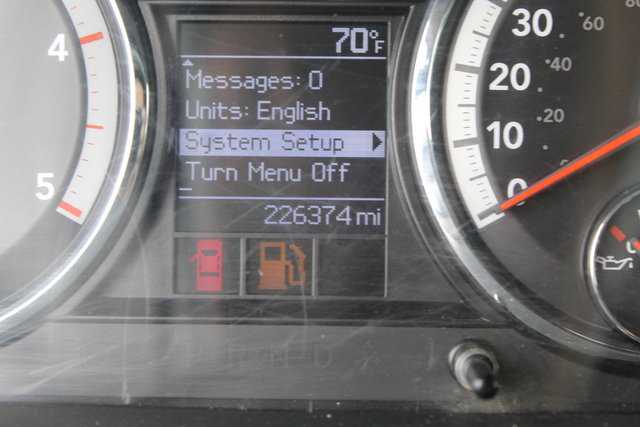 70°F
Messages: 0
Units: English
System Setup
Turn Menu Off
226374 mi
4
5
30
20
10
0
60
40
20